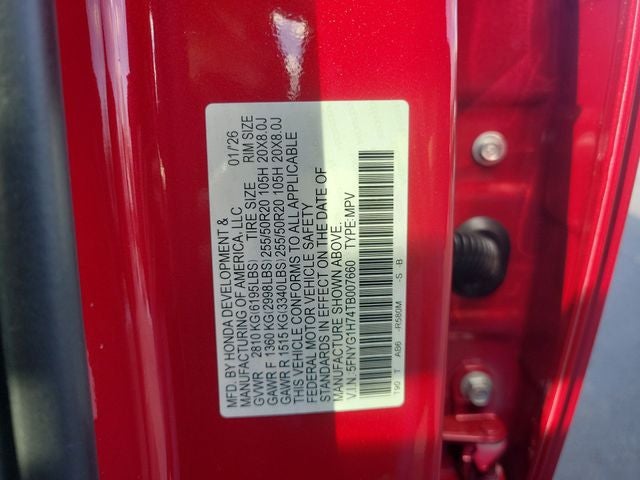 MFD. BY HONDA DEVELOPMENT & 01/26
MANUFACTURING OF AMERICA, LLC
GVWR 2810 KG(6195LBS) TIRE SIZE RIM SIZE
GAWR F 1360 KG(2998LBS) 255/50R20 105H 20X8.0J
GAWR R 1515 KG(3340LBS) 255/50R20 105H 20X8.0J
THIS VEHICLE CONFORMS TO ALL APPLICABLE
FEDERAL MOTOR VEHICLE SAFETY
STANDARDS IN EFFECT ON THE DATE OF
MANUFACTURE SHOWN ABOVE.
V.I.N. 5FNYG1H74TB007660 TYPE:MPV
T90 T AB6 -R580M -S -B